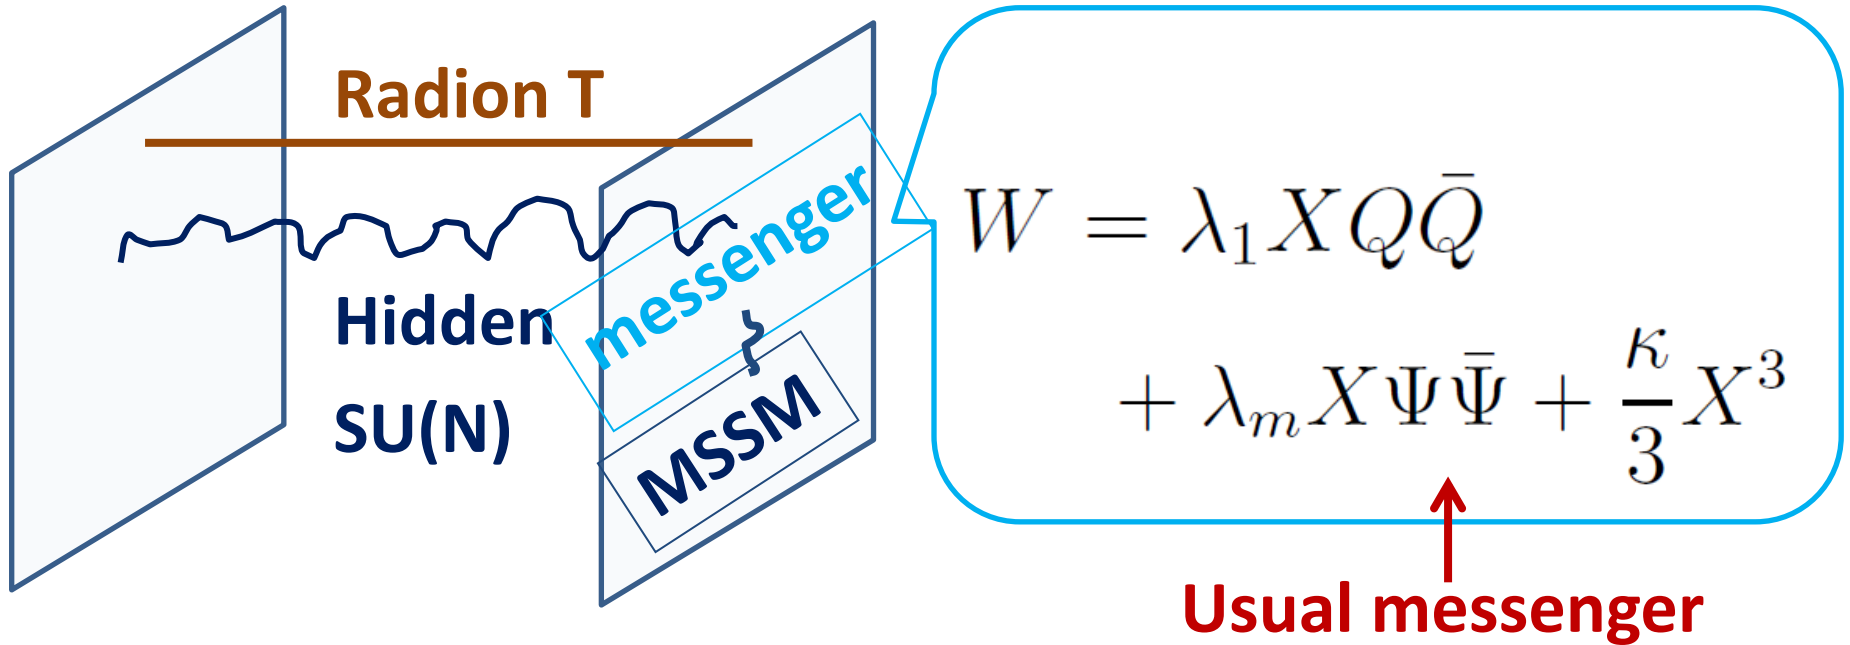 Radion T
Hidden
SU(N)
messenger
MSSM
W = λ₁XQQ̄
+ λₘXΨΨ̄ + κ/3 X³
Usual messenger